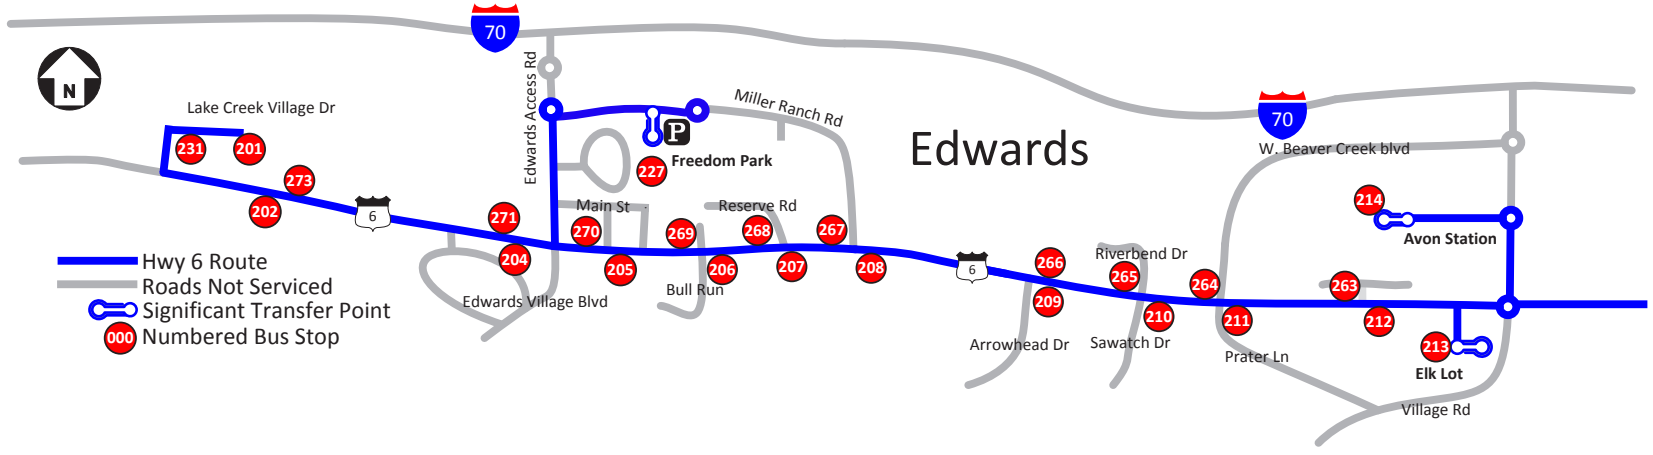 70
N
Lake Creek Village Dr
231
201
273
202
6
271
204
Edwards Access Rd
P
Freedom Park
227
Miller Ranch Rd
Edwards
70
W. Beaver Creek blvd
214
Avon Station
Main St
Reserve Rd
270
269
268
267
205
206
207
208
Bull Run
Edwards Village Blvd
6
266
209
Riverbend Dr
265
264
263
210
211
212
213
Arrowhead Dr
Sawatch Dr
Prater Ln
Elk Lot
Village Rd
Hwy 6 Route
Roads Not Serviced
Significant Transfer Point
000 Numbered Bus Stop